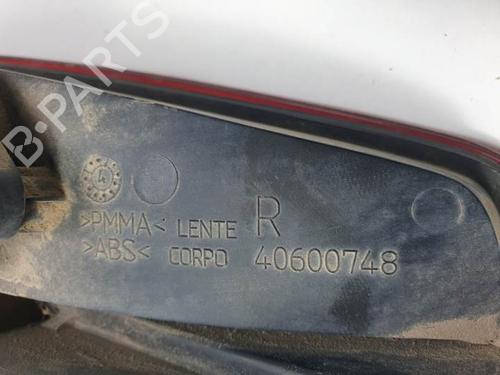 B-PARTS
>PMMA< LENTE R
>ABS< CORPO 40600748